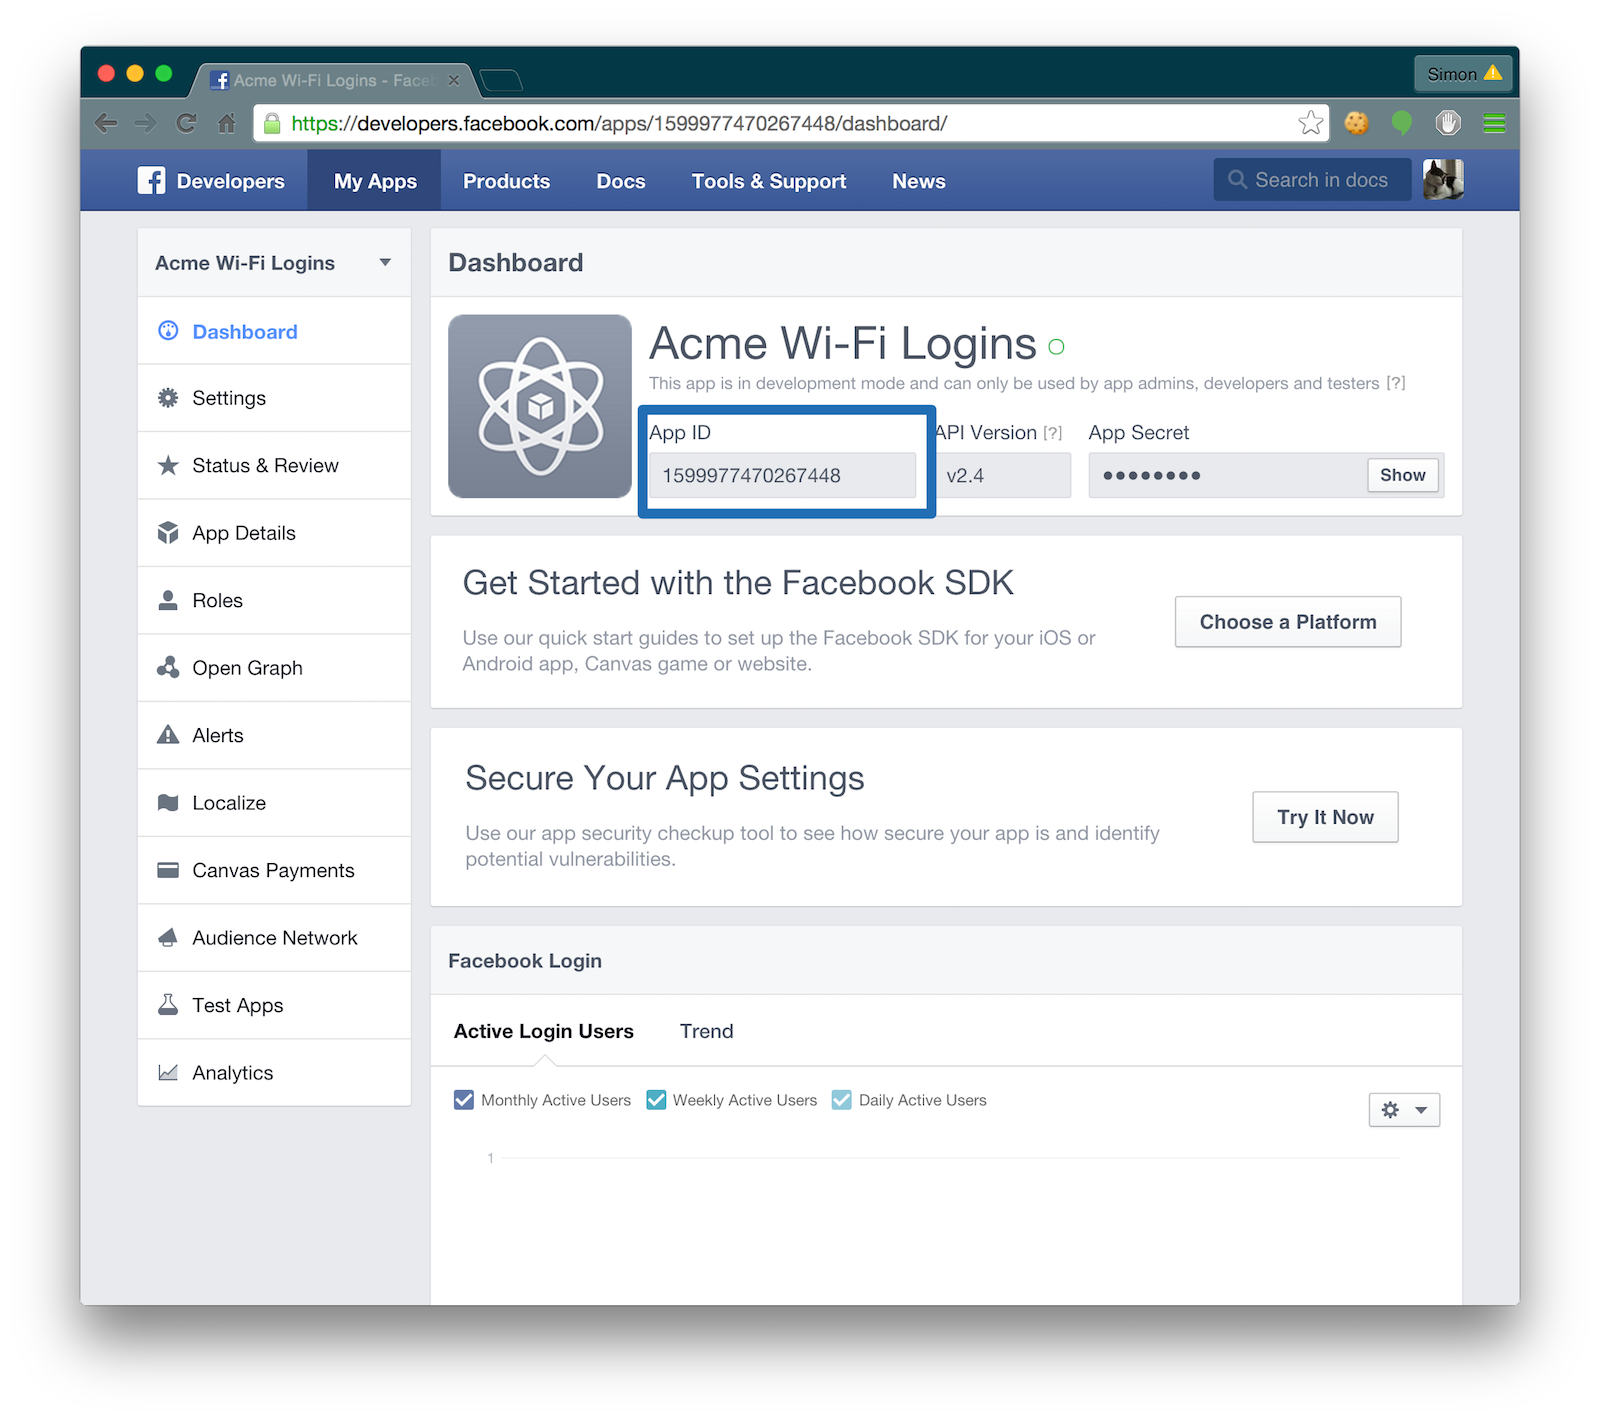 Acme Wi-Fi Logins - Faceb
Simon
https://developers.facebook.com/apps/1599977470267448/dashboard/
Developers
My Apps
Products
Docs
Tools & Support
News
Search in docs
Acme Wi-Fi Logins
Dashboard
Settings
Status & Review
App Details
Roles
Open Graph
Alerts
Localize
Canvas Payments
Audience Network
Test Apps
Analytics
Dashboard
Acme Wi-Fi Logins
This app is in development mode and can only be used by app admins, developers and testers [?]
App ID
1599977470267448
API Version [?]
v2.4
App Secret
●●●●●●●●
Show
Get Started with the Facebook SDK
Use our quick start guides to set up the Facebook SDK for your iOS or
Android app, Canvas game or website.
Choose a Platform
Secure Your App Settings
Use our app security checkup tool to see how secure your app is and identify
potential vulnerabilities.
Try It Now
Facebook Login
Active Login Users
Trend
Monthly Active Users
Weekly Active Users
Daily Active Users
1